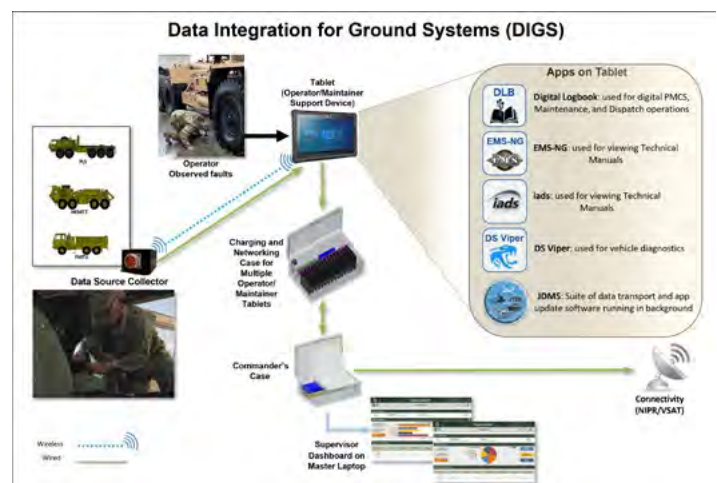 Data Integration for Ground Systems (DIGS)
Tablet
(Operator/Maintainer
Support Device)
Operator
Observed faults
PLS
HEMTT
FMTV
Data Source Collector
Charging and
Networking
Case for
Multiple
Operator/
Maintainer
Tablets
Commander's
Case
Supervisor
Dashboard on
Master Laptop
Connectivity
(NIPR/VSAT)
Wireless
Wired
Apps on Tablet
DLB
Digital Logbook: used for digital PMCS,
Maintenance, and Dispatch operations
EMS-NG
EMS-NG: used for viewing Technical
Manuals
iads
iads: used for viewing Technical
Manuals.
DS Viper
DS Viper: used for vehicle diagnostics
JDMS: Suite of data transport and app
update software running in background